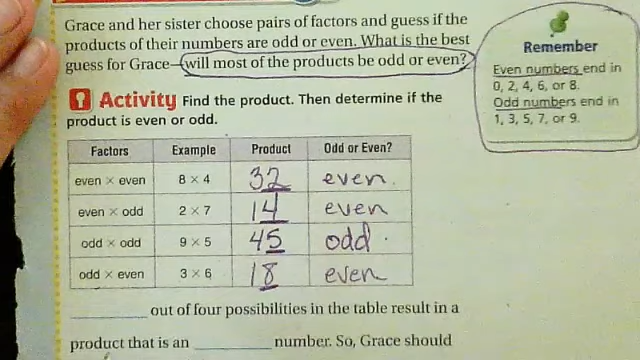 Grace and her sister choose pairs of factors and guess if the
products of their numbers are odd or even. What is the best
guess for Grace—will most of the products be odd or even?
Remember
Even numbers end in
0, 2, 4, 6, or 8.
Odd numbers end in
1, 3, 5, 7, or 9.
Activity Find the product. Then determine if the
product is even or odd.
Factors Example Product Odd or Even?
even × even 8 × 4 32 even
even × odd 2 × 7 14 even
odd × odd 9 × 5 45 odd
odd × even 3 × 6 18 even
________ out of four possibilities in the table result in a
product that is an ________ number. So, Grace should